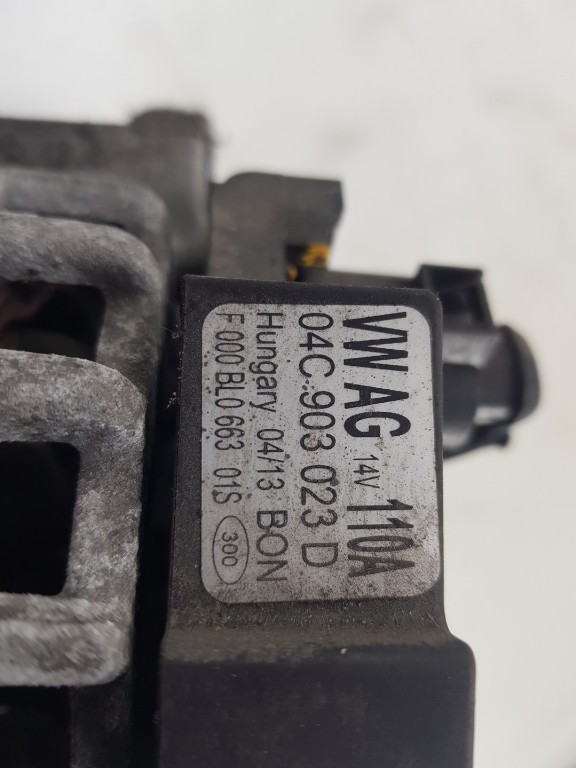 VW AG 14V 110A
04C 903 023 D
Hungary 04/13 BON
F 000 BL0 663 01S 300